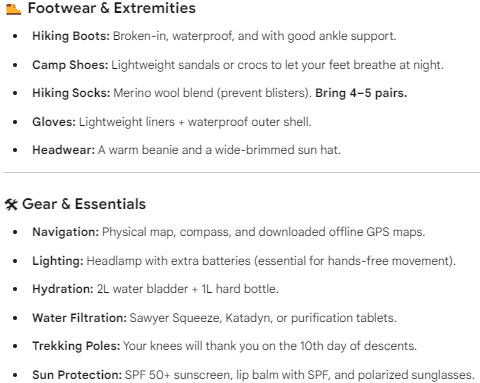 🥾 Footwear & Extremities
• Hiking Boots: Broken-in, waterproof, and with good ankle support.
• Camp Shoes: Lightweight sandals or crocs to let your feet breathe at night.
• Hiking Socks: Merino wool blend (prevent blisters). Bring 4–5 pairs.
• Gloves: Lightweight liners + waterproof outer shell.
• Headwear: A warm beanie and a wide-brimmed sun hat.
🛠 Gear & Essentials
• Navigation: Physical map, compass, and downloaded offline GPS maps.
• Lighting: Headlamp with extra batteries (essential for hands-free movement).
• Hydration: 2L water bladder + 1L hard bottle.
• Water Filtration: Sawyer Squeeze, Katadyn, or purification tablets.
• Trekking Poles: Your knees will thank you on the 10th day of descents.
• Sun Protection: SPF 50+ sunscreen, lip balm with SPF, and polarized sunglasses.